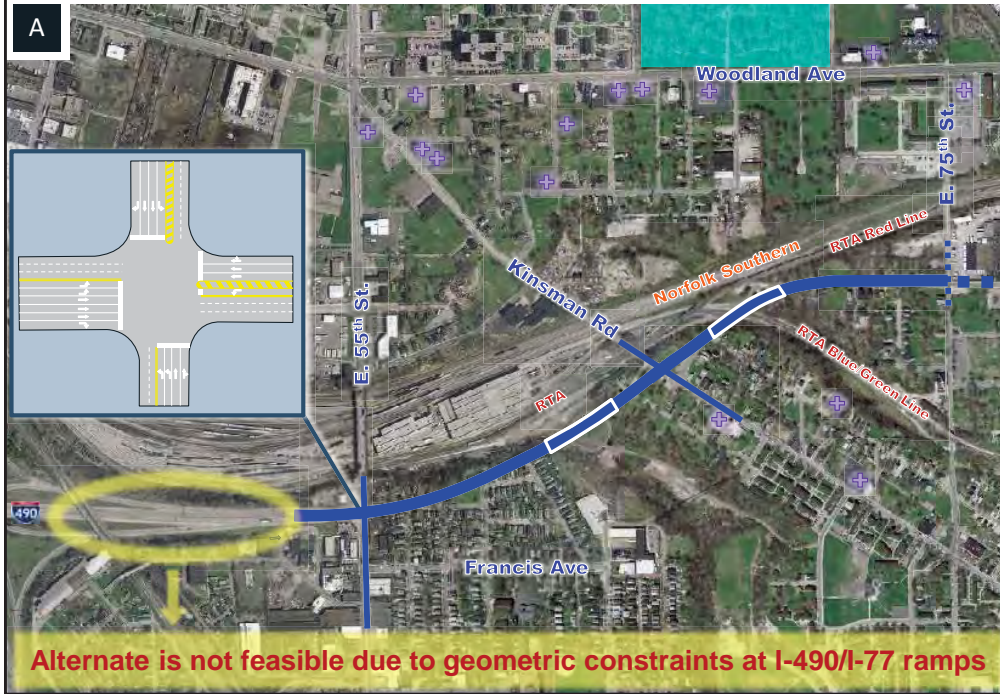 A
Woodland Ave
E. 75th St.
RTA Red Line
Norfolk Southern
Kinsman Rd
E. 55th St.
RTA Blue Green Line
RTA
490
Francis Ave
Alternate is not feasible due to geometric constraints at I-490/I-77 ramps